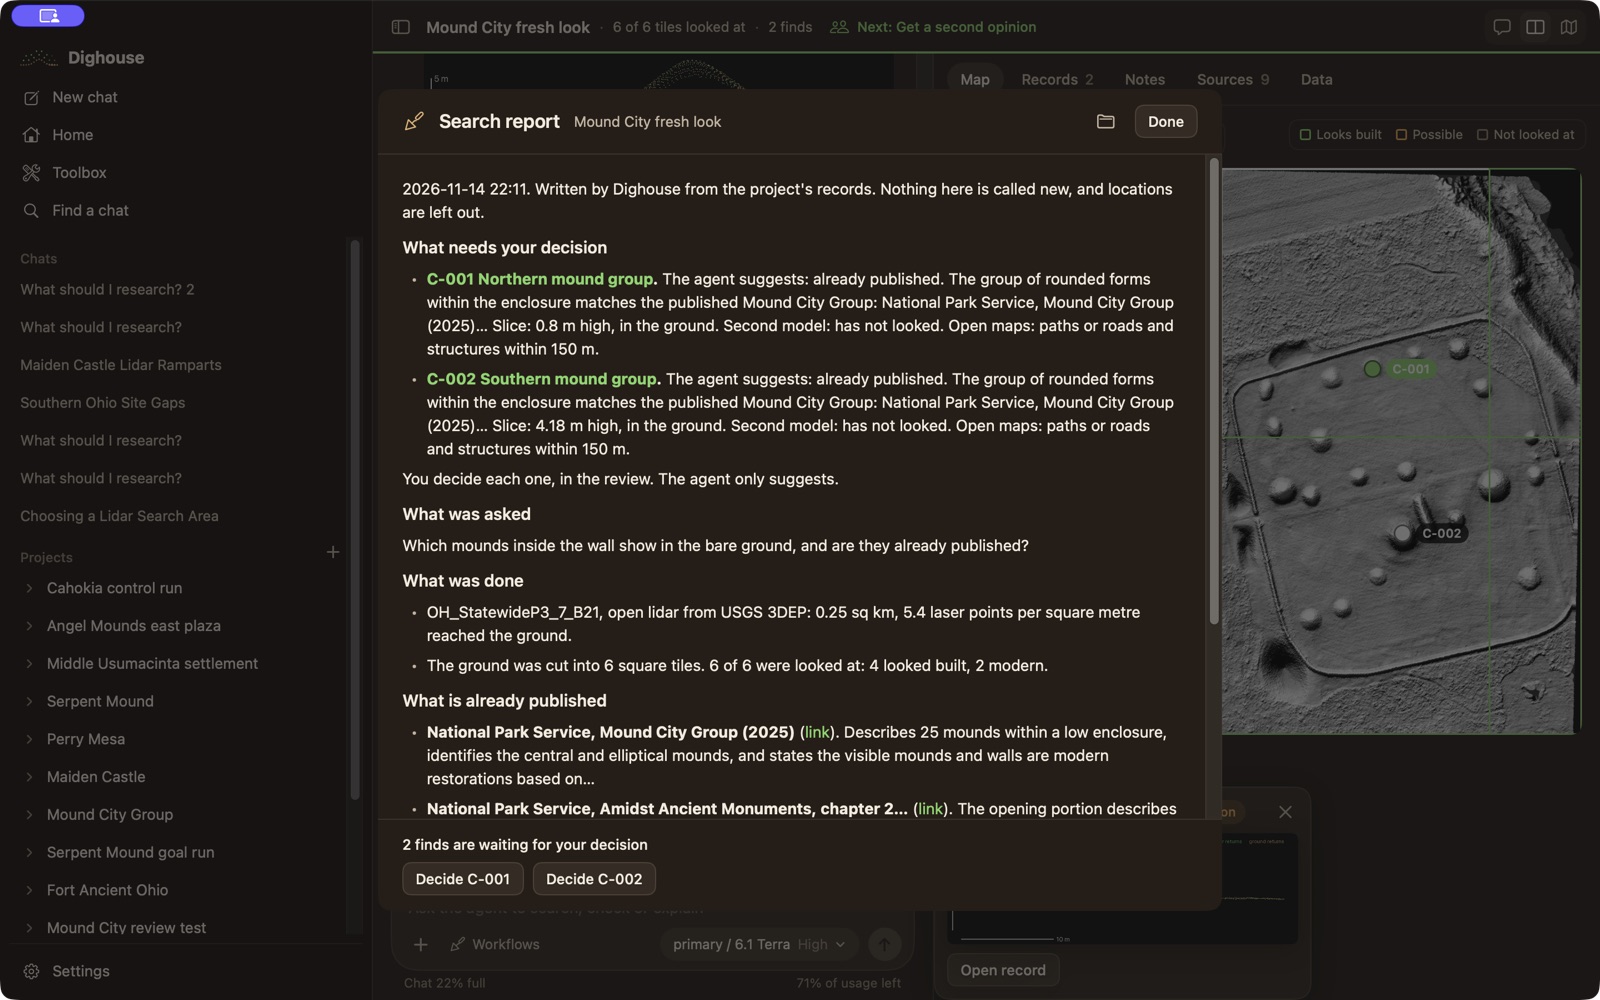 Dighouse
New chat
Home
Toolbox
Find a chat
Chats
What should I research? 2
What should I research?
Maiden Castle Lidar Ramparts
Southern Ohio Site Gaps
What should I research?
What should I research?
Choosing a Lidar Search Area
Projects
Cahokia control run
Angel Mounds east plaza
Middle Usumacinta settlement
Serpent Mound
Perry Mesa
Maiden Castle
Mound City Group
Serpent Mound goal run
Fort Ancient Ohio
Mound City review test
Settings
Mound City fresh look · 6 of 6 tiles looked at · 2 finds Next: Get a second opinion
5 m
Map Records 2 Notes Sources 9 Data
Looks built Possible Not looked at
Search report Mound City fresh look
Done
2026-11-14 22:11. Written by Dighouse from the project's records. Nothing here is called new, and locations
are left out.
What needs your decision
• C-001 Northern mound group. The agent suggests: already published. The group of rounded forms
within the enclosure matches the published Mound City Group: National Park Service, Mound City Group
(2025)... Slice: 0.8 m high, in the ground. Second model: has not looked. Open maps: paths or roads and
structures within 150 m.
• C-002 Southern mound group. The agent suggests: already published. The group of rounded forms
within the enclosure matches the published Mound City Group: National Park Service, Mound City Group
(2025)... Slice: 4.18 m high, in the ground. Second model: has not looked. Open maps: paths or roads
and structures within 150 m.
You decide each one, in the review. The agent only suggests.
What was asked
Which mounds inside the wall show in the bare ground, and are they already published?
What was done
• OH_StatewideP3_7_B21, open lidar from USGS 3DEP: 0.25 sq km, 5.4 laser points per square metre
reached the ground.
• The ground was cut into 6 square tiles. 6 of 6 were looked at: 4 looked built, 2 modern.
What is already published
• National Park Service, Mound City Group (2025) (link). Describes 25 mounds within a low enclosure,
identifies the central and elliptical mounds, and states the visible mounds and walls are modern
restorations based on...
• National Park Service, Amidst Ancient Monuments, chapter 2... (link). The opening portion describes
2 finds are waiting for your decision
Decide C-001
Decide C-002
C-001
C-002
on
returns ground returns
10 m
Open record
Workflows
primary / 6.1 Terra High
Chat 22% full
71% of usage left